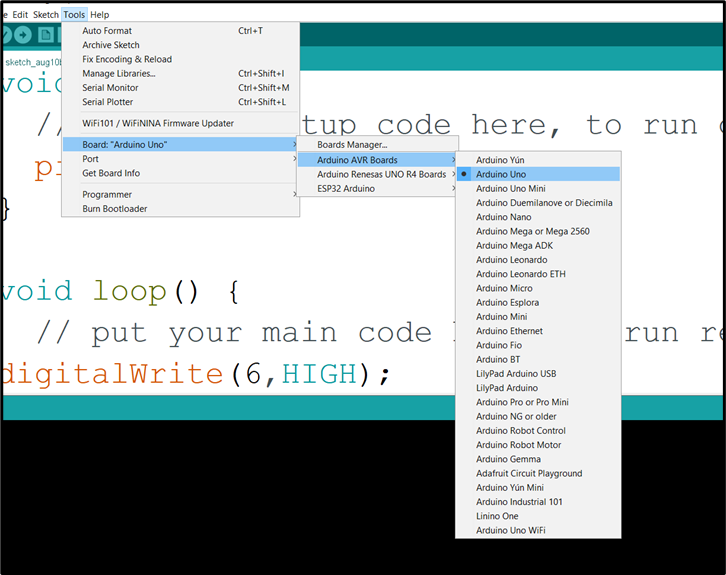 e Edit Sketch Tools Help
sketch_aug10b
void
// tup code here, to run
pi
}
void loop() {
// put your main code run re
digitalWrite(6,HIGH);
Auto Format Ctrl+T
Archive Sketch
Fix Encoding & Reload
Manage Libraries... Ctrl+Shift+I
Serial Monitor Ctrl+Shift+M
Serial Plotter Ctrl+Shift+L
WiFi101 / WiFiNINA Firmware Updater
Board: "Arduino Uno"
Port
Get Board Info
Programmer
Burn Bootloader
Boards Manager...
Arduino AVR Boards
Arduino Renesas UNO R4 Boards
ESP32 Arduino
Arduino Yún
Arduino Uno
Arduino Uno Mini
Arduino Duemilanove or Diecimila
Arduino Nano
Arduino Mega or Mega 2560
Arduino Mega ADK
Arduino Leonardo
Arduino Leonardo ETH
Arduino Micro
Arduino Esplora
Arduino Mini
Arduino Ethernet
Arduino Fio
Arduino BT
LilyPad Arduino USB
LilyPad Arduino
Arduino Pro or Pro Mini
Arduino NG or older
Arduino Robot Control
Arduino Robot Motor
Arduino Gemma
Adafruit Circuit Playground
Arduino Yún Mini
Arduino Industrial 101
Linino One
Arduino Uno WiFi